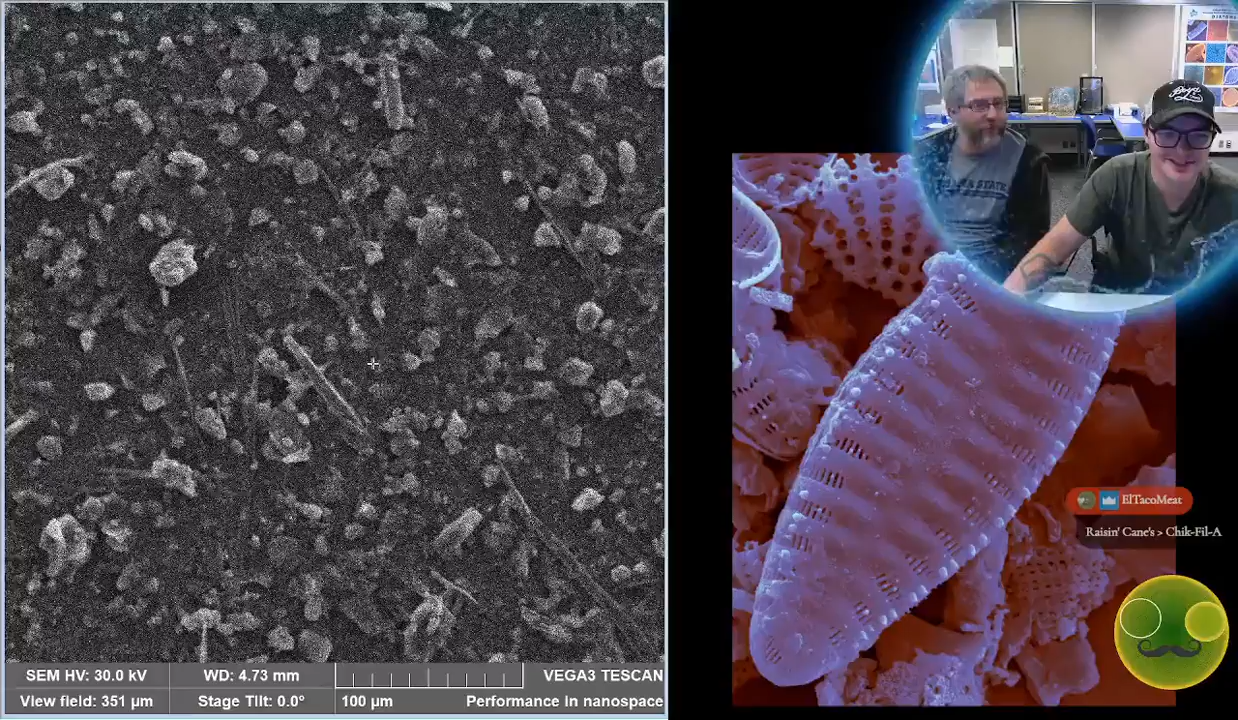 SEM HV: 30.0 kV
WD: 4.73 mm
VEGA3 TESCAN
View field: 351 µm
Stage Tilt: 0.0°
100 µm
Performance in nanospace
ElTacoMeat
Raisin' Cane's > Chik-Fil-A